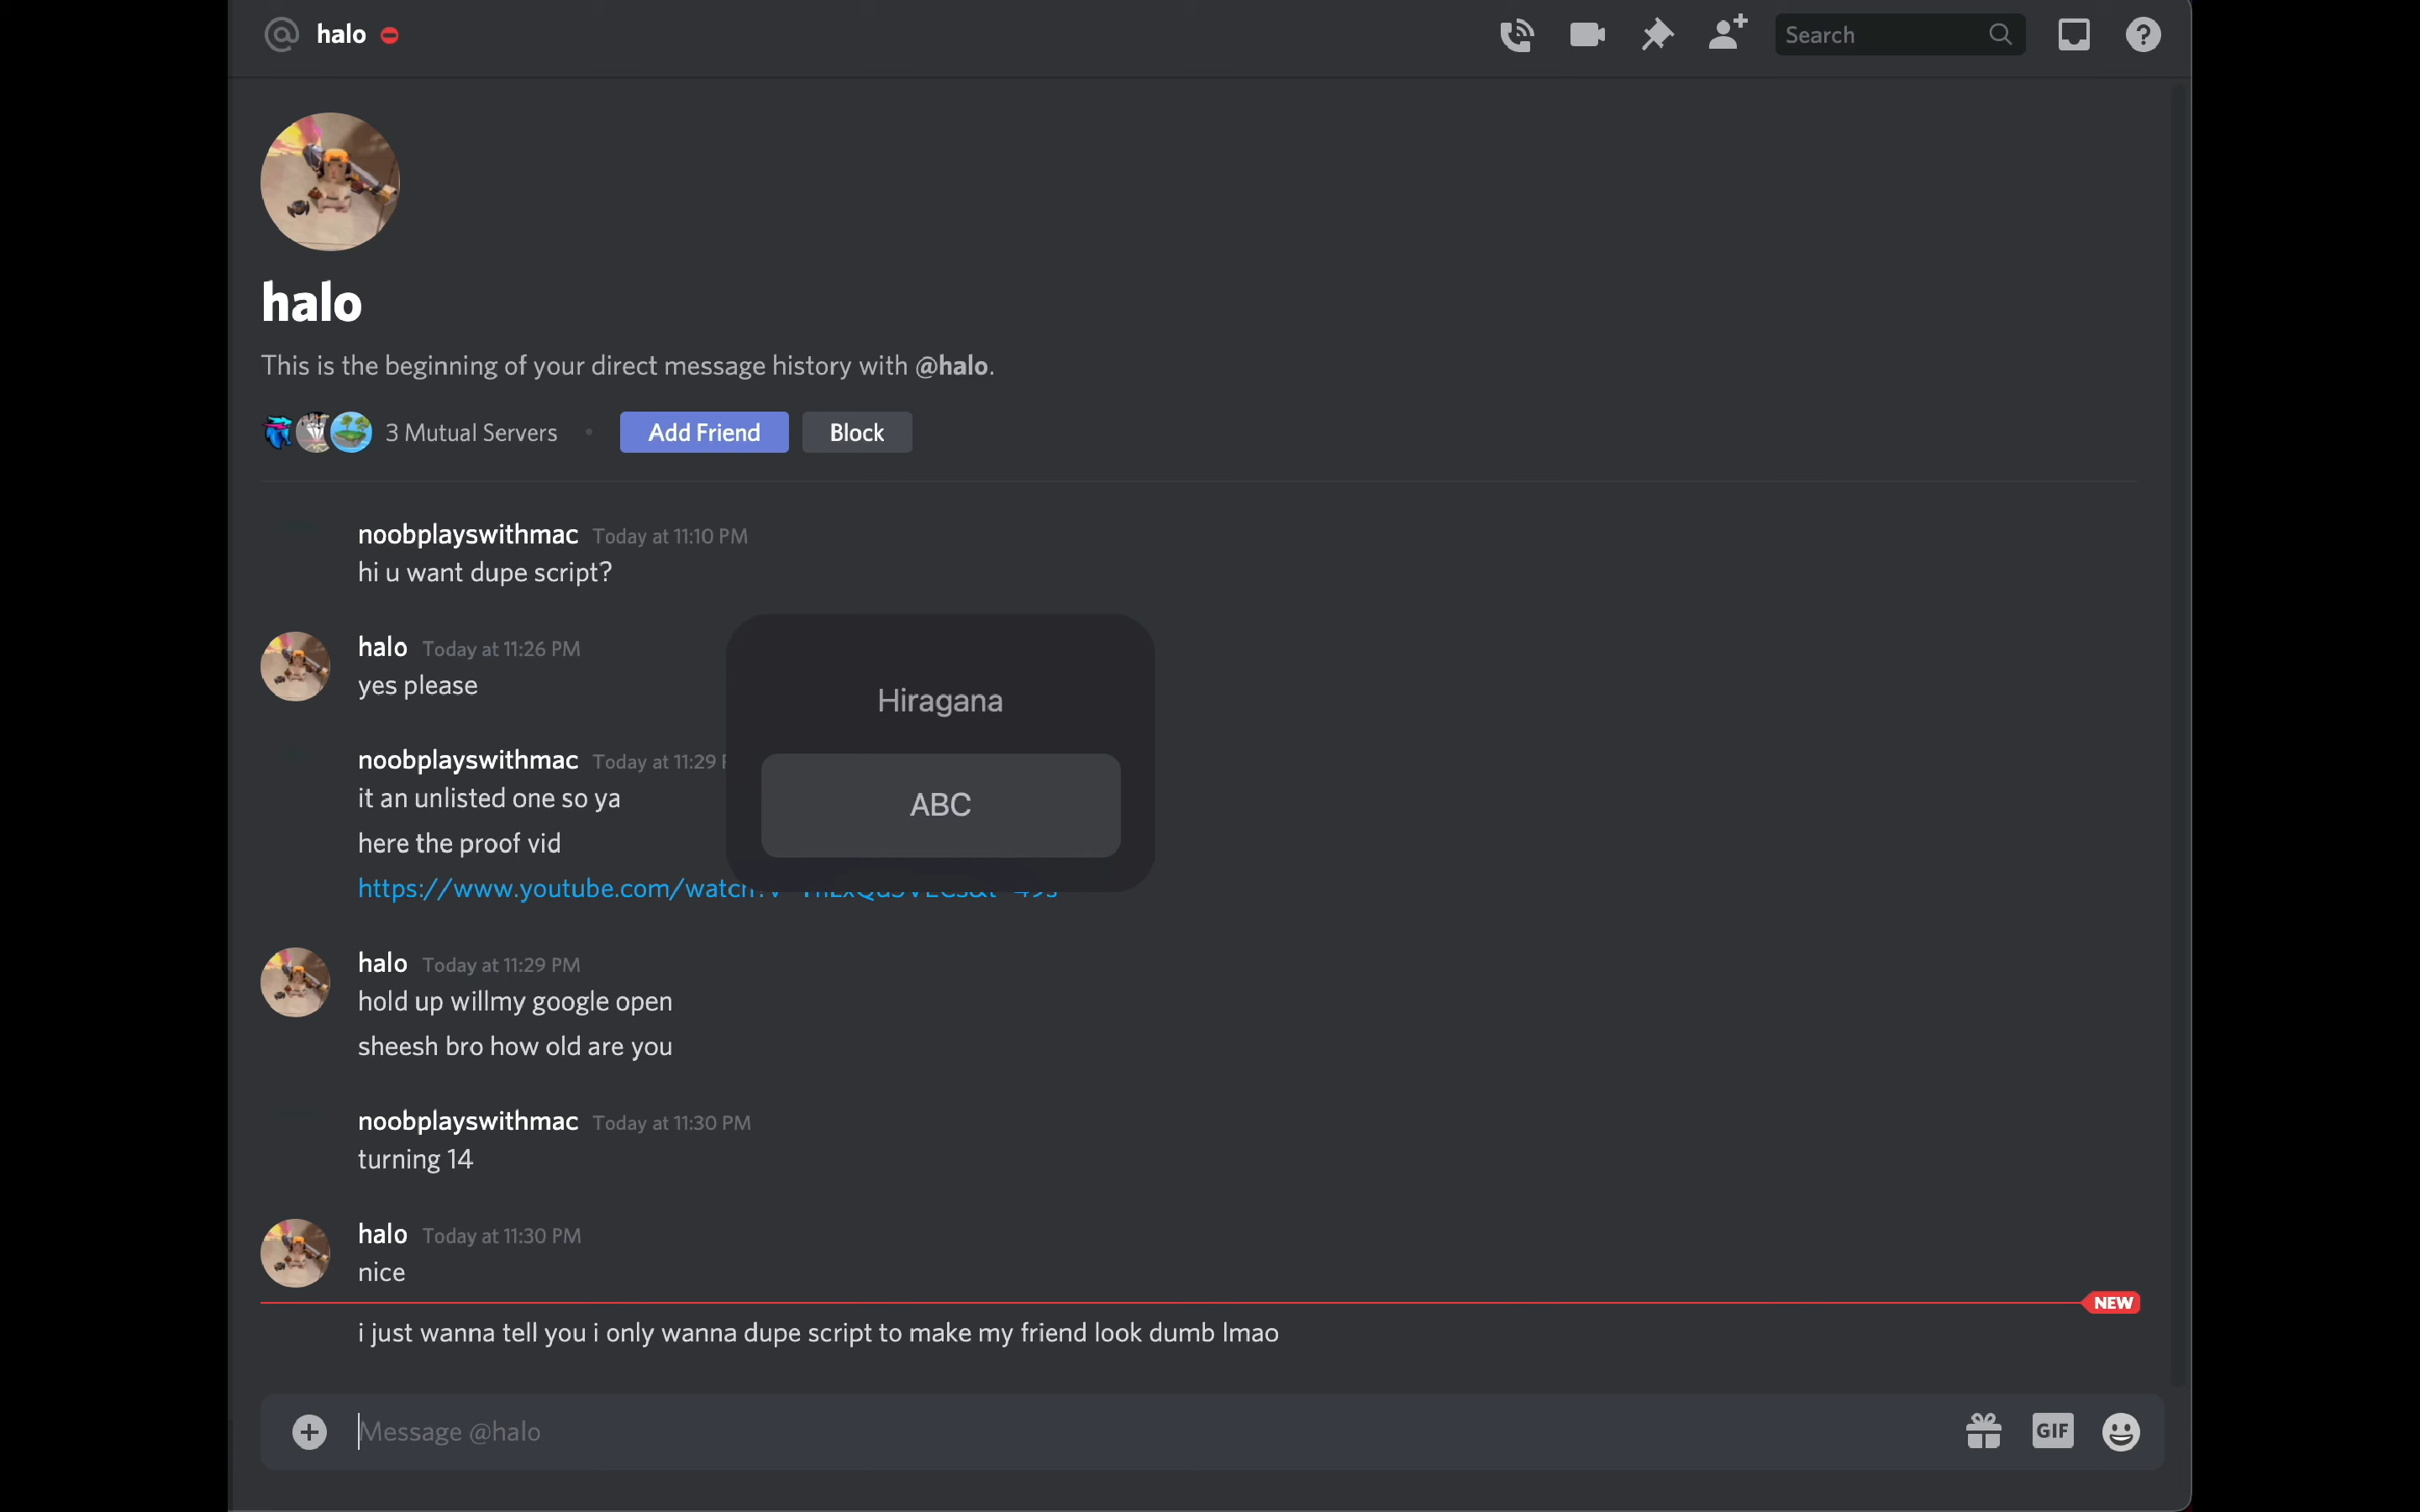 halo
Search
halo
This is the beginning of your direct message history with @halo.
3 Mutual Servers
Add Friend
Block
noobplayswithmac Today at 11:10 PM
hi u want dupe script?
halo Today at 11:26 PM
yes please
Hiragana
ABC
noobplayswithmac Today at 11:29
it an unlisted one so ya
here the proof vid
https://www.youtube.com/watch?v
halo Today at 11:29 PM
hold up willmy google open
sheesh bro how old are you
noobplayswithmac Today at 11:30 PM
turning 14
halo Today at 11:30 PM
nice
NEW
i just wanna tell you i only wanna dupe script to make my friend look dumb lmao
Message @halo
GIF